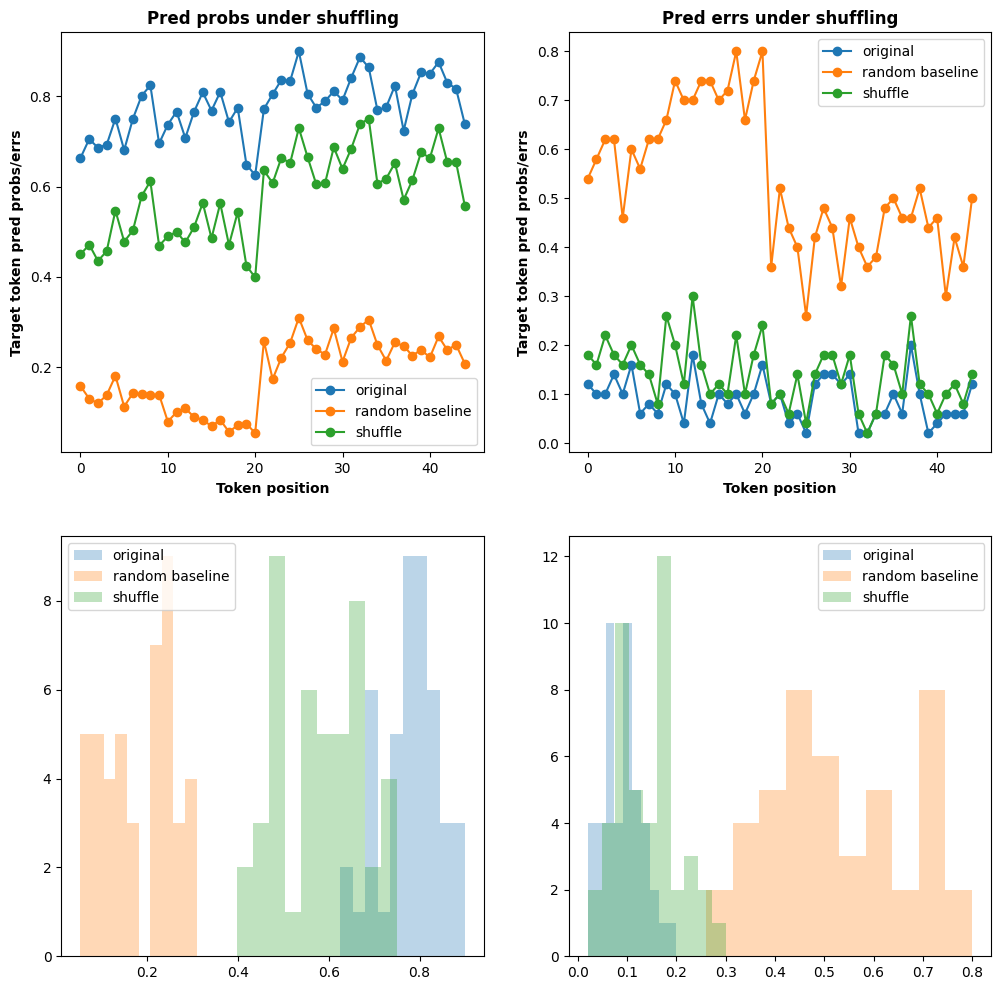 Pred probs under shuffling
Target token pred probs/errs
0.8
0.6
0.4
0.2
original
random baseline
shuffle
0
10
20
30
40
Token position
Pred errs under shuffling
Target token pred probs/errs
0.8
0.7
0.6
0.5
0.4
0.3
0.2
0.1
0.0
original
random baseline
shuffle
0
10
20
30
40
Token position
original
random baseline
shuffle
8
6
4
2
0
0.2
0.4
0.6
0.8
original
random baseline
shuffle
12
10
8
6
4
2
0
0.0
0.1
0.2
0.3
0.4
0.5
0.6
0.7
0.8